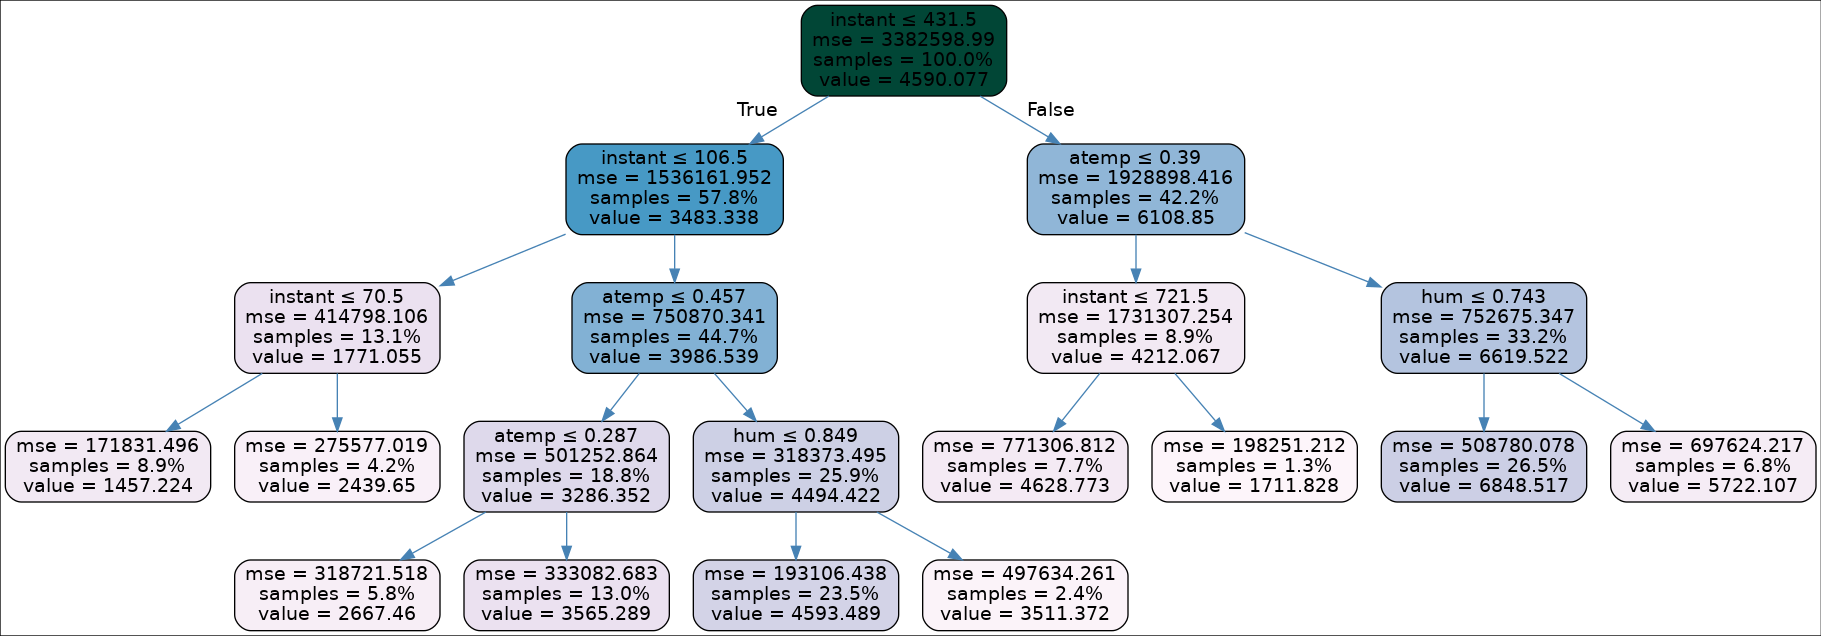 instant ≤ 431.5
mse = 3382598.99
samples = 100.0%
value = 4590.077
True
False
instant ≤ 106.5
mse = 1536161.952
samples = 57.8%
value = 3483.338
atemp ≤ 0.39
mse = 1928898.416
samples = 42.2%
value = 6108.85
instant ≤ 70.5
mse = 414798.106
samples = 13.1%
value = 1771.055
atemp ≤ 0.457
mse = 750870.341
samples = 44.7%
value = 3986.539
instant ≤ 721.5
mse = 1731307.254
samples = 8.9%
value = 4212.067
hum ≤ 0.743
mse = 752675.347
samples = 33.2%
value = 6619.522
mse = 171831.496
samples = 8.9%
value = 1457.224
mse = 275577.019
samples = 4.2%
value = 2439.65
atemp ≤ 0.287
mse = 501252.864
samples = 18.8%
value = 3286.352
hum ≤ 0.849
mse = 318373.495
samples = 25.9%
value = 4494.422
mse = 771306.812
samples = 7.7%
value = 4628.773
mse = 198251.212
samples = 1.3%
value = 1711.828
mse = 508780.078
samples = 26.5%
value = 6848.517
mse = 697624.217
samples = 6.8%
value = 5722.107
mse = 318721.518
samples = 5.8%
value = 2667.46
mse = 333082.683
samples = 13.0%
value = 3565.289
mse = 193106.438
samples = 23.5%
value = 4593.489
mse = 497634.261
samples = 2.4%
value = 3511.372